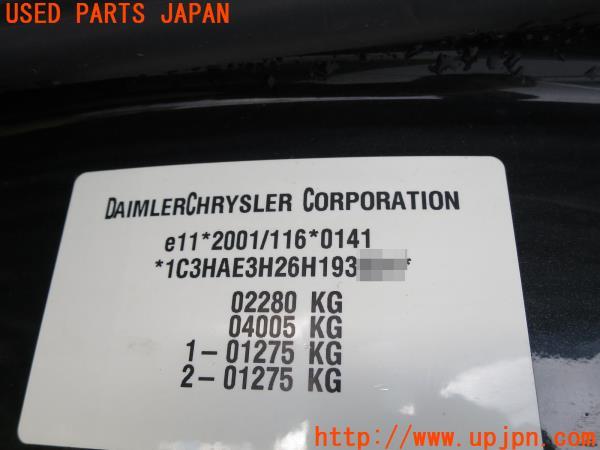 USED PARTS JAPAN
DAIMLERCHRYSLER CORPORATION
e11*2001/116*0141
*1C3HAE3H26H193 *
02280 KG
04005 KG
1-01275 KG
2-01275 KG
http://www.upjpn.com/